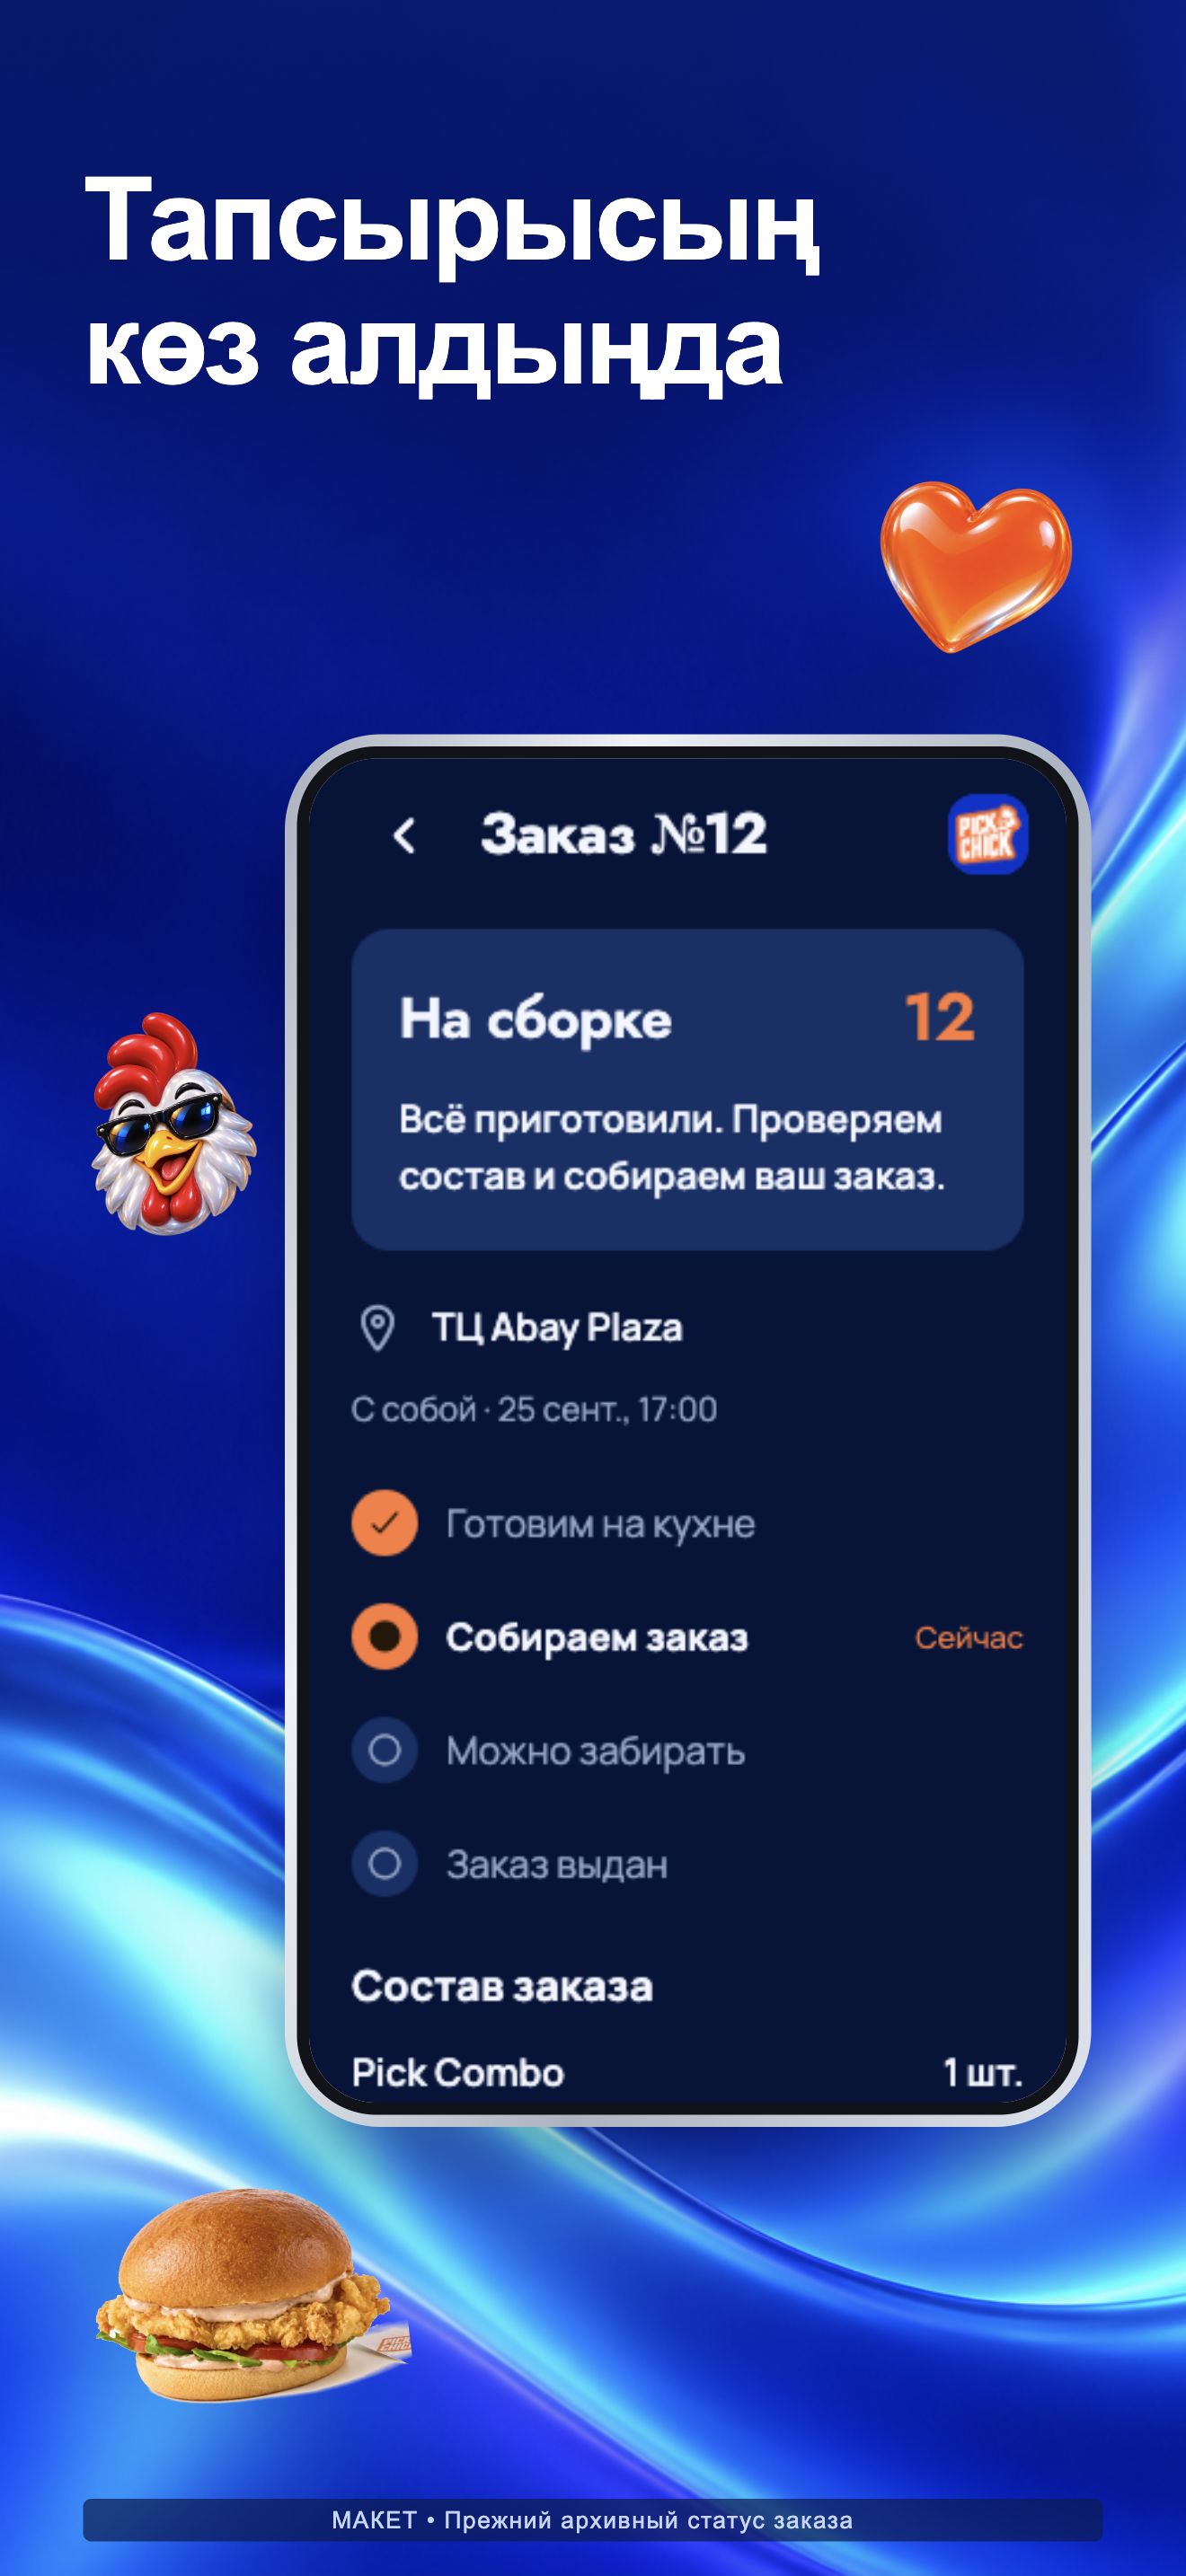 Тапсырысың
көз алдыңда
Заказ №12
PICK
CHICK
На сборке
12
Всё приготовили. Проверяем
состав и собираем ваш заказ.
ТЦ Abay Plaza
С собой · 25 сент., 17:00
Готовим на кухне
Собираем заказ
Сейчас
Можно забирать
Заказ выдан
Состав заказа
Pick Combo
1 шт.
МАКЕТ • Прежний архивный статус заказа